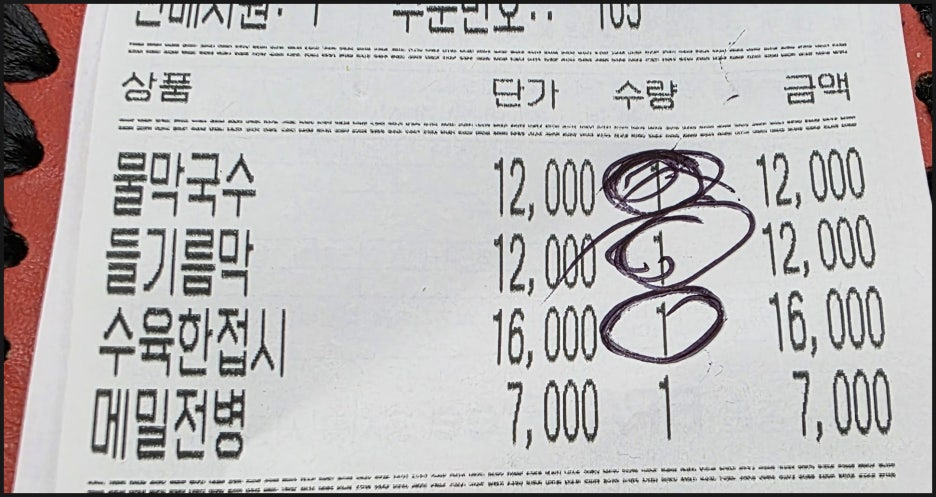 상품 단가 수량 금액
물막국수 12,000 1 12,000
들기름막 12,000 1 12,000
수육한접시 16,000 1 16,000
메밀전병 7,000 1 7,000